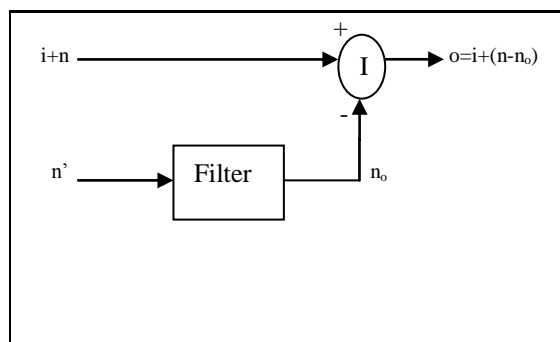 +
i+n
I
o=i+(n-nₒ)
-
n’
Filter
nₒ